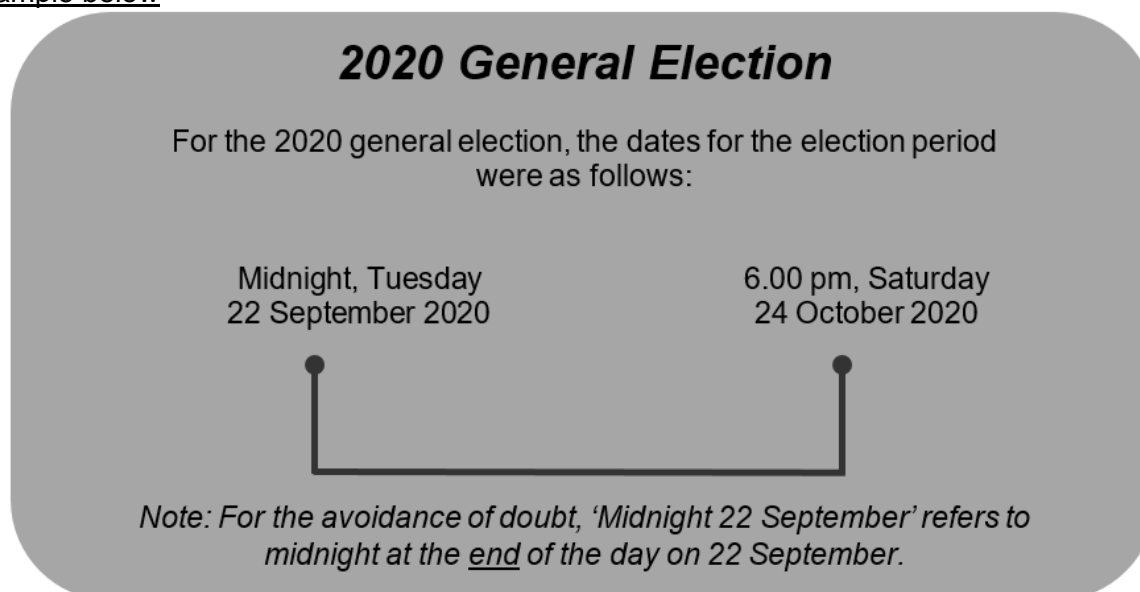 ample below
2020 General Election
For the 2020 general election, the dates for the election period
were as follows:
Midnight, Tuesday
22 September 2020
6.00 pm, Saturday
24 October 2020
Note: For the avoidance of doubt, ‘Midnight 22 September’ refers to
midnight at the end of the day on 22 September.